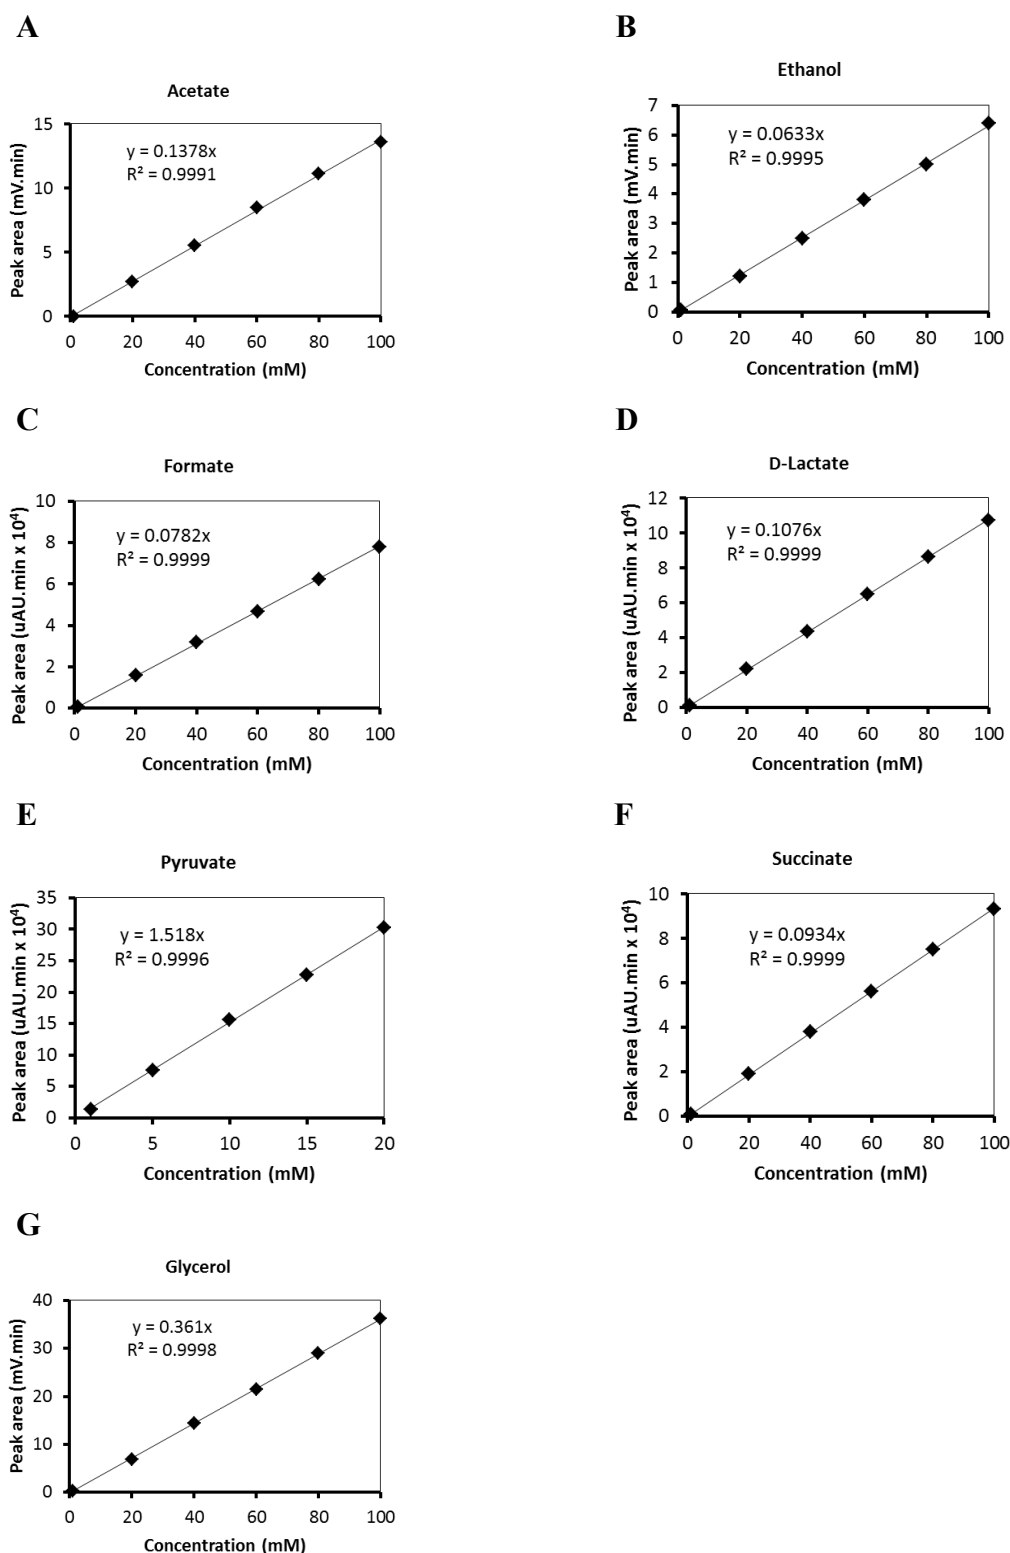 A
Acetate
15
10
5
0
Peak area (mV.min)
y = 0.1378x
R² = 0.9991
0 20 40 60 80 100
Concentration (mM)
B
Ethanol
7
6
5
4
3
2
1
0
Peak area (mV.min)
y = 0.0633x
R² = 0.9995
0 20 40 60 80 100
Concentration (mM)
C
Formate
10
8
6
4
2
0
Peak area (uAU.min x 10⁴)
y = 0.0782x
R² = 0.9999
0 20 40 60 80 100
Concentration (mM)
D
D-Lactate
12
10
8
6
4
2
0
Peak area (uAU.min x 10⁴)
y = 0.1076x
R² = 0.9999
0 20 40 60 80 100
Concentration (mM)
E
Pyruvate
35
30
25
20
15
10
5
0
Peak area (uAU.min x 10⁴)
y = 1.518x
R² = 0.9996
0 5 10 15 20
Concentration (mM)
F
Succinate
10
8
6
4
2
0
Peak area (uAU.min x 10⁴)
y = 0.0934x
R² = 0.9999
0 20 40 60 80 100
Concentration (mM)
G
Glycerol
40
30
20
10
0
Peak area (mV.min)
y = 0.361x
R² = 0.9998
0 20 40 60 80 100
Concentration (mM)